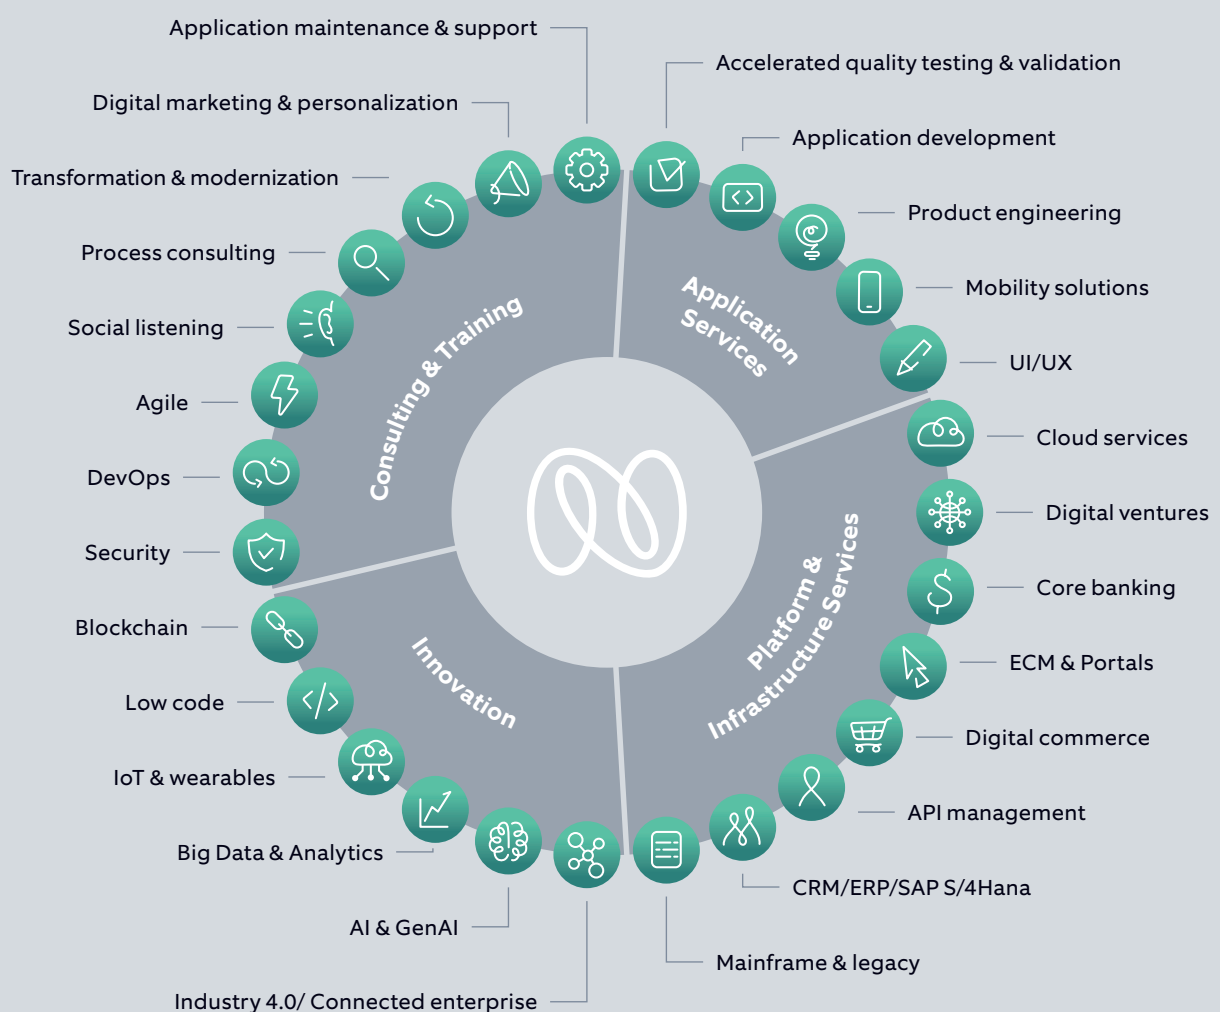 Application maintenance & support
Accelerated quality testing & validation
Digital marketing & personalization
Application development
Transformation & modernization
Product engineering
Process consulting
Mobility solutions
Social listening
UI/UX
Agile
Cloud services
DevOps
Digital ventures
Security
Core banking
Blockchain
ECM & Portals
Low code
Digital commerce
IoT & wearables
API management
Big Data & Analytics
CRM/ERP/SAP S/4Hana
AI & GenAI
Mainframe & legacy
Industry 4.0/ Connected enterprise
Consulting & Training
Application
Services
Platform &
Infrastructure Services
Innovation